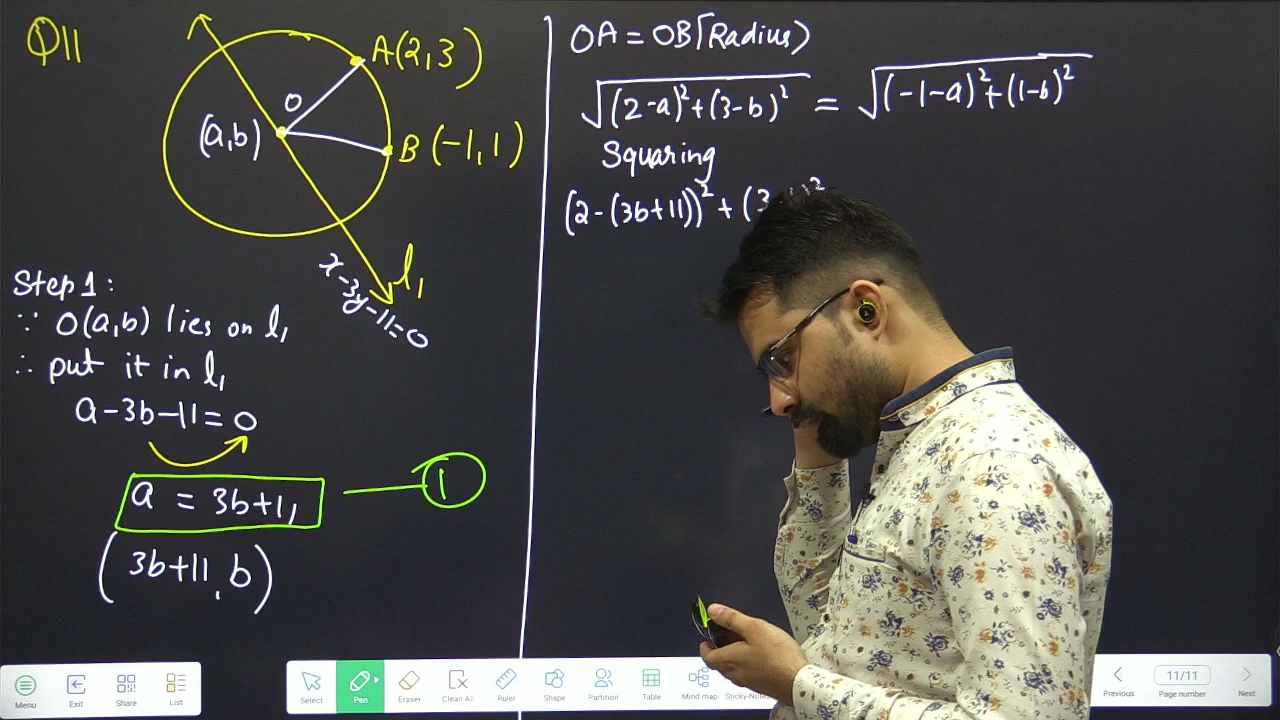 Q11
A(2,3)
O
(a,b)
B(-1,1)
l₁
x-3y-11=0
Step 1:
∵ O(a,b) lies on l₁
∴ put it in l₁
a-3b-11=0
a = 3b+11
1
(3b+11, b)
OA = OB (Radius)
√(2-a)²+(3-b)² = √(-1-a)²+(1-b)²
Squaring
(2-(3b+11))²+(3
Menu
Exit
Share
List
Select
Pen
Eraser
Clean All
Ruler
Shape
Partition
Table
Mind map
Sticky-Notes
Previous
11/11
Page number
Next